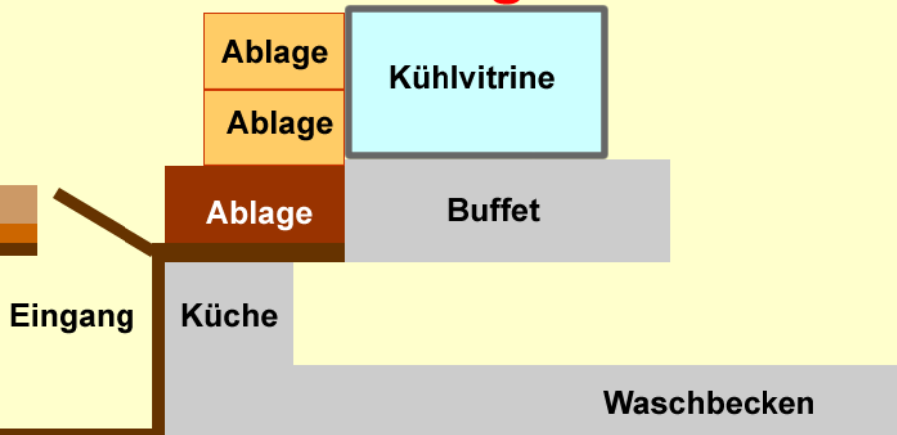 Ablage
Kühlvitrine
Ablage
Ablage
Buffet
Eingang
Küche
Waschbecken